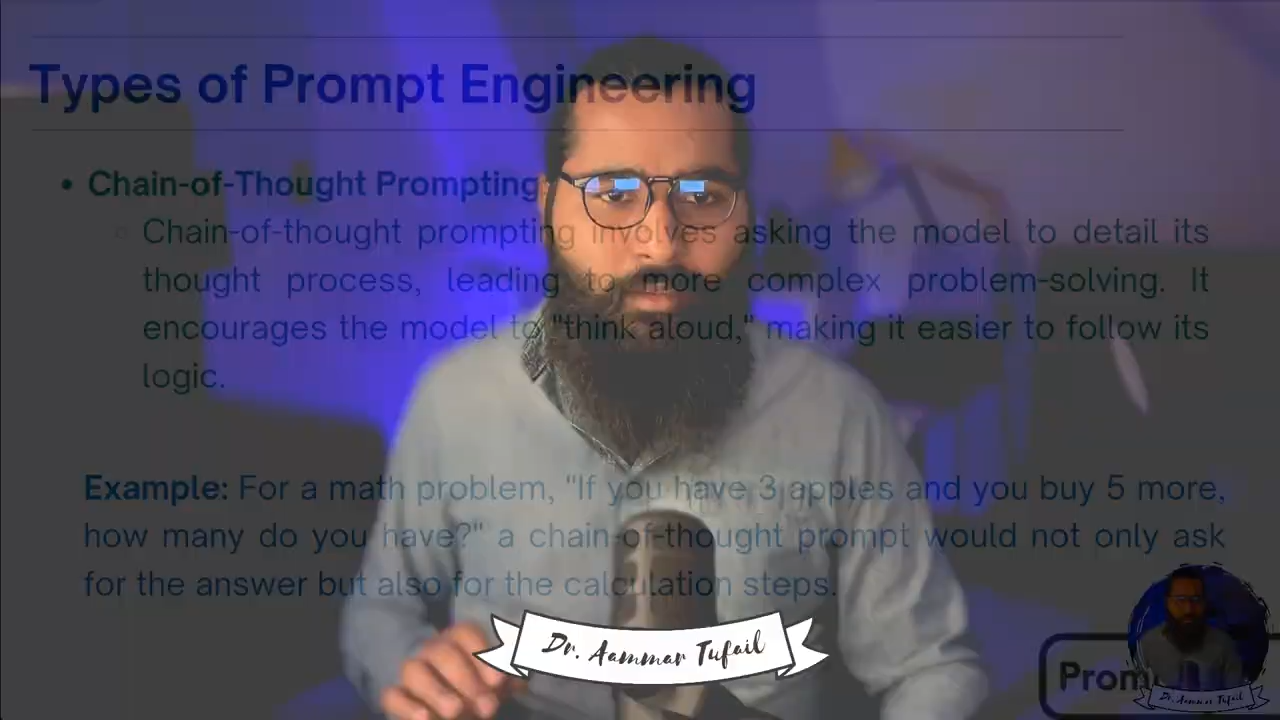 Types of Prompt Engineering
• Chain-of-Thought Prompting
○ Chain-of-thought prompting involves asking the model to detail its
thought process, leading to more complex problem-solving. It
encourages the model to "think aloud," making it easier to follow its
logic.
Example: For a math problem, "If you have 3 apples and you buy 5 more,
how many do you have?" a chain-of-thought prompt would not only ask
for the answer but also for the calculation steps.
Dr. Aammar Tufail
Dr. Aammar Tufail